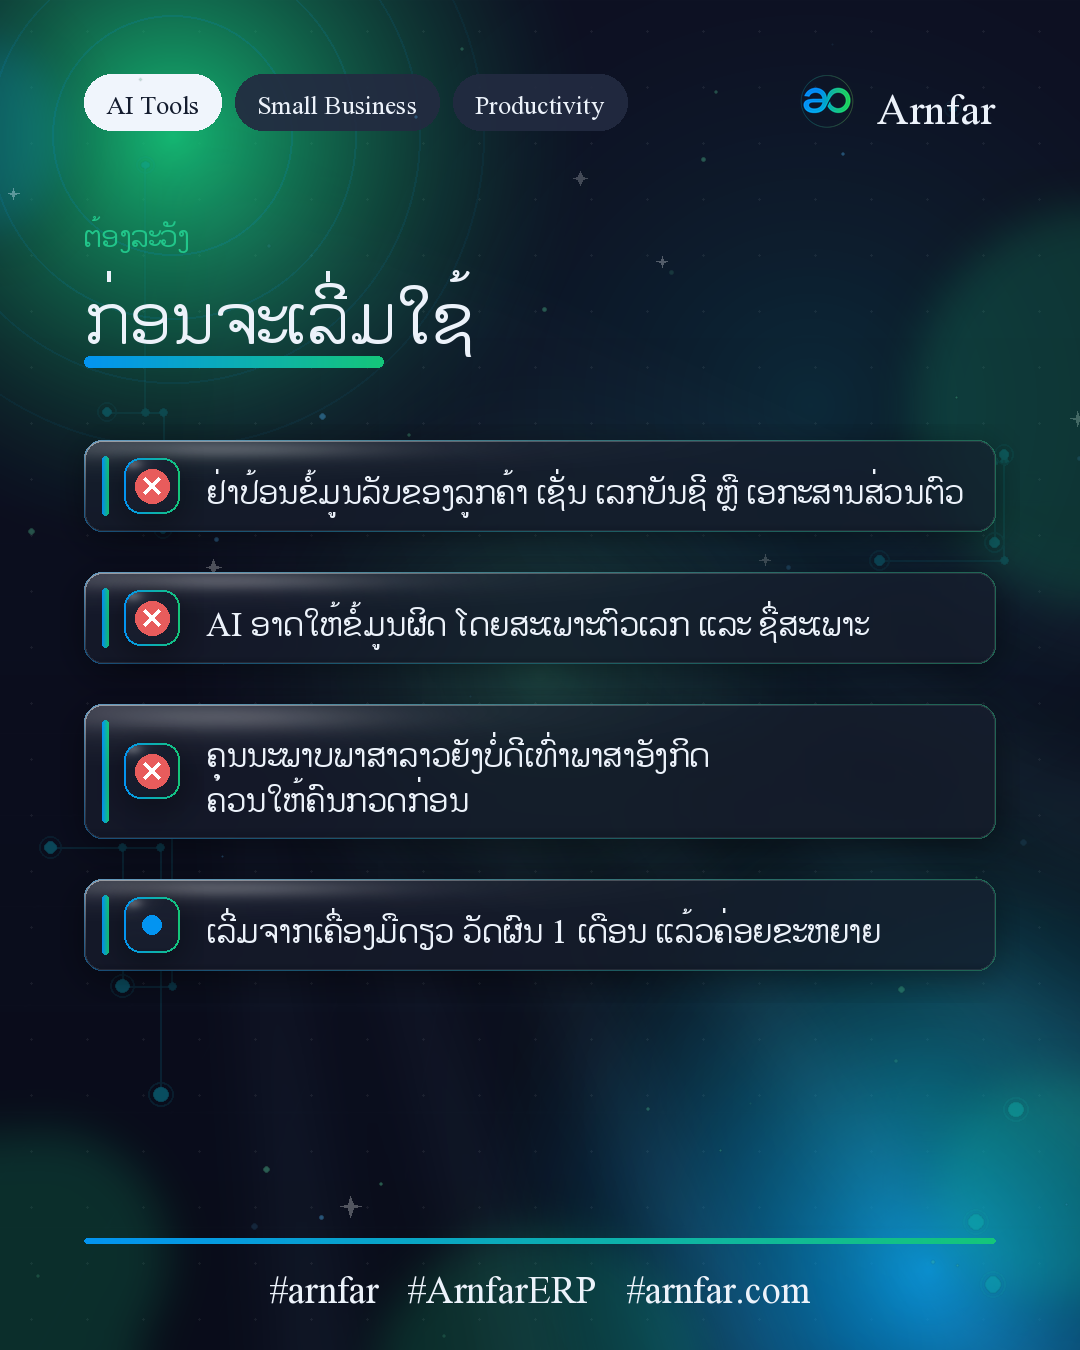 AI Tools Small Business Productivity
Arnfar
ຕ້ອງລະວັງ
ກ່ອນຈະເລີ່ມໃຊ້
ຢ່າປ້ອນຂໍ້ມູນລັບຂອງລູກຄ້າ ເຊັ່ນ ເລກບັນຊີ ຫຼື ເອກະສານສ່ວນຕົວ
AI ອາດໃຫ້ຂໍ້ມູນຜິດ ໂດຍສະເພາະຕົວເລກ ແລະ ຊື່ສະເພາະ
ຄຸນນະພາບພາສາລາວຍັງບໍ່ດີເທົ່າພາສາອັງກິດ
ຄວນໃຫ້ຄົນກວດກ່ອນ
ເລີ່ມຈາກເຄື່ອງມືດຽວ ວັດຜົນ 1 ເດືອນ ແລ້ວຄ່ອຍຂະຫຍາຍ
#arnfar #ArnfarERP #arnfar.com